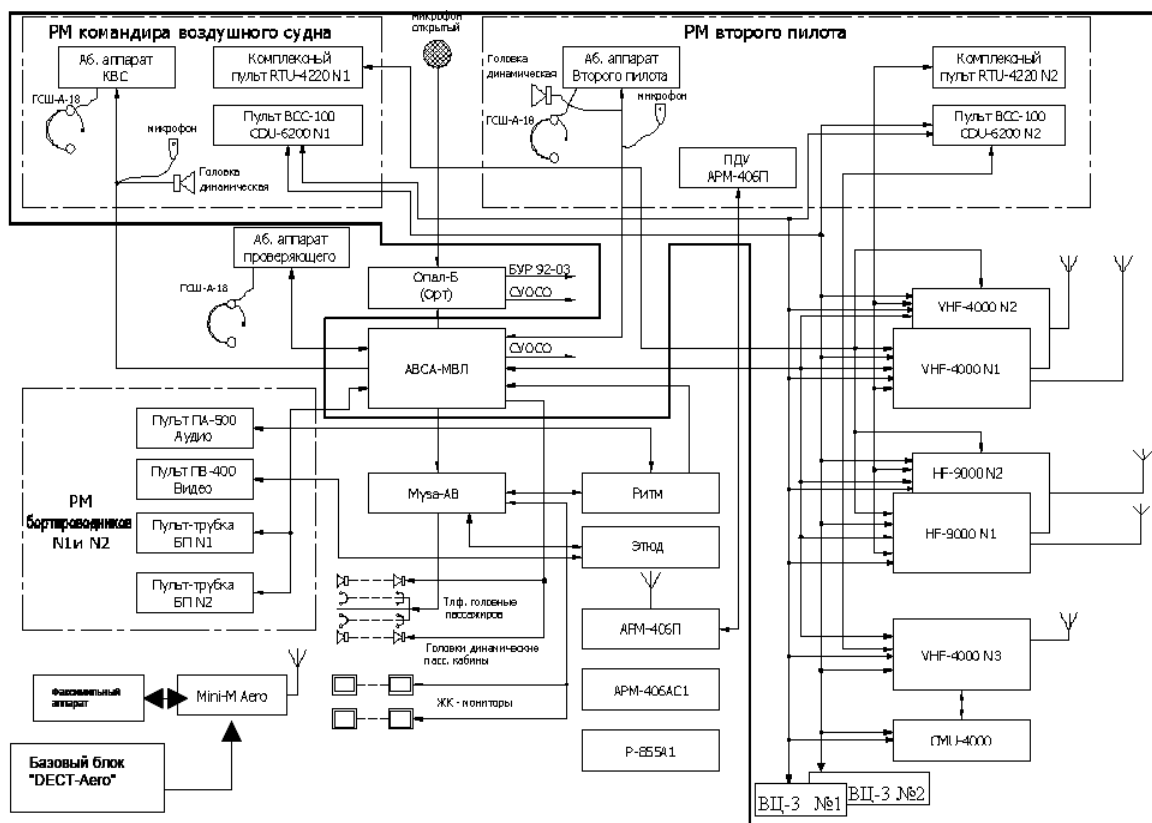 микрофон
открытый
РМ командира воздушного судна
РМ второго пилота
Аб. аппарат
КВС
Комплексный
пульт RTU-4220 N1
Головка
динамическая
Аб. аппарат
Второго пилота
Комплексный
пульт RTU-4220 N2
ГСШ-А-18
микрофон
Пульт ВСС-100
CDU-6200 N1
ГСШ-А-18
микрофон
Пульт ВСС-100
CDU-6200 N2
Головка
динамическая
ПДУ
АРМ-406П
Аб. аппарат
проверяющего
ГСШ-А-18
Опал-Б
(Орт)
БУР 92-03
СУОСО
АВСА-МВЛ
СУОСО
VHF-4000 N2
VHF-4000 N1
Пульт ПА-500
Аудио
Пульт ПВ-400
Видео
РМ
бортпроводников
N1и N2
Пульт-трубка
БП N1
Пульт-трубка
БП N2
Муза-АВ
Ритм
Этюд
HF-9000 N2
HF-9000 N1
Тлф. головные
пассажиров
Головки динамические
пасс. кабины
ЖК - мониторы
АРМ-406П
АРМ-406АС1
Р-855А1
VHF-4000 N3
CMU-4000
Факсимильный
аппарат
Mini-M Aero
Базовый блок
"DECT-Aero"
ВЦ-3 №1
ВЦ-3 №2